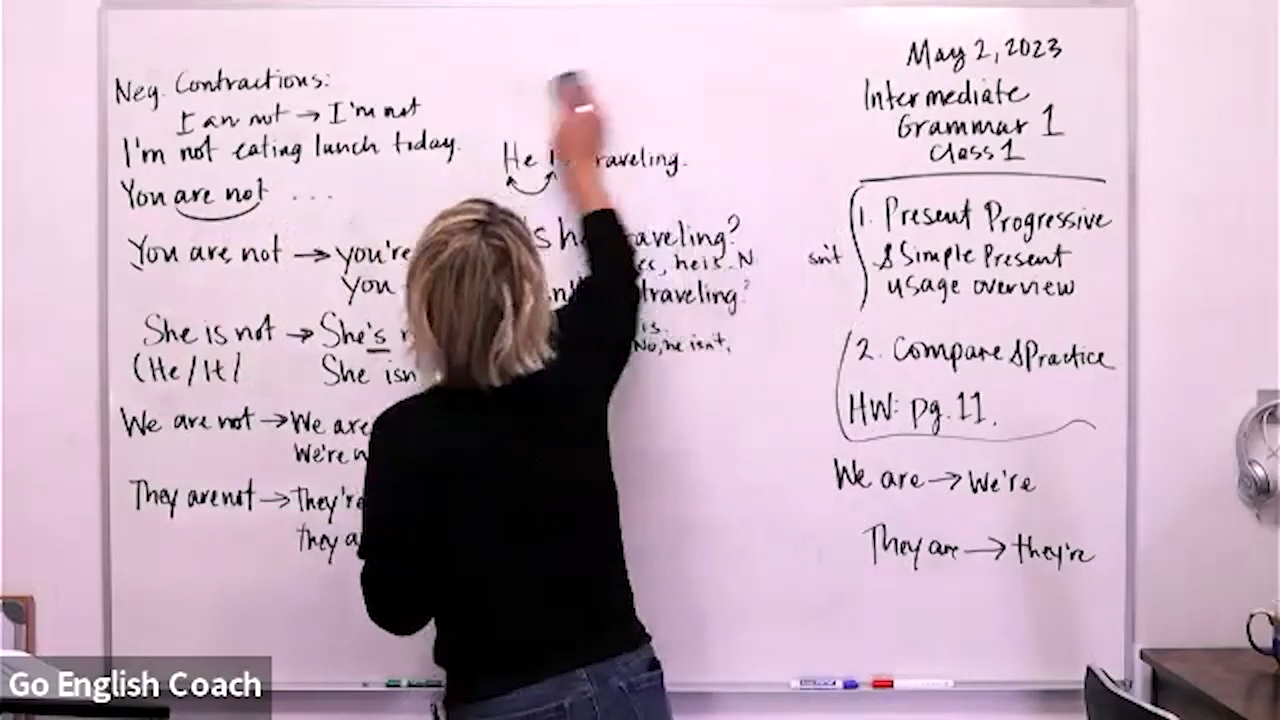 Neg. Contractions:
I am not → I'm not
I'm not eating lunch today.
You are not ...
You are not → you're
You
She is not → She's
(He / It /
She isn
We are not → We are
We're n
They are not → They're
they a
He traveling.
he traveling?
he is. N
traveling?
is.
No, he isn't.
May 2, 2023
Intermediate
Grammar 1
Class 1
1. Present Progressive
& Simple Present
usage overview
isn't
2. Compare & Practice
HW: pg. 11.
We are → We're
They are → they're
Go English Coach